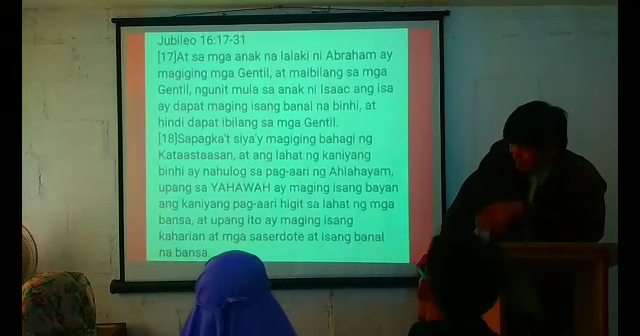 Jubileo 16:17-31
[17]At sa mga anak na lalaki ni Abraham ay
magiging mga Gentil, at maibilang sa mga
Gentil, ngunit mula sa anak ni Isaac ang isa
ay dapat maging isang banal na binhi, at
hindi dapat ibilang sa mga Gentil.
[18]Sapagka't siya'y magiging bahagi ng
Kataastaasan, at ang lahat ng kaniyang
binhi ay nahulog sa pag-aari ng Ahlahayam,
upang sa YAHAWAH ay maging isang bayan
ang kaniyang pag-aari higit sa lahat ng mga
bansa, at upang ito ay maging isang
kaharian at mga saserdote at isang banal
na bansa.